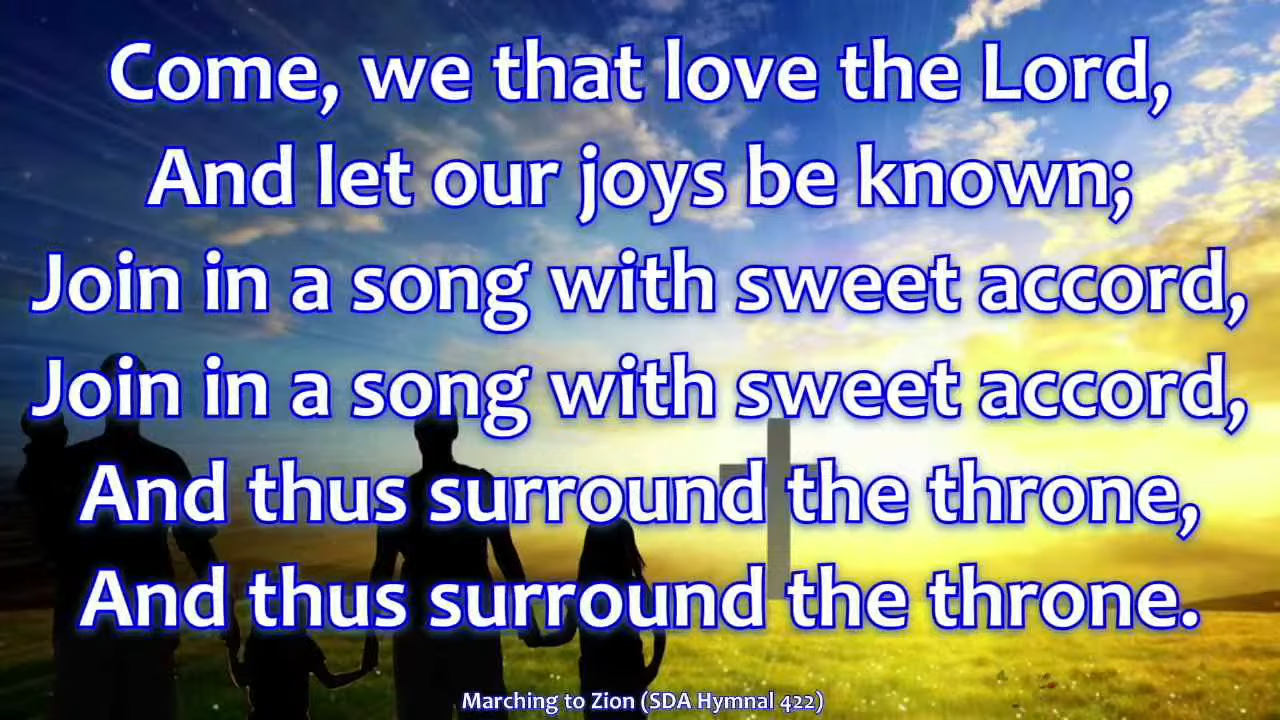 Come, we that love the Lord,
And let our joys be known;
Join in a song with sweet accord,
Join in a song with sweet accord,
And thus surround the throne,
And thus surround the throne.
Marching to Zion (SDA Hymnal 422)